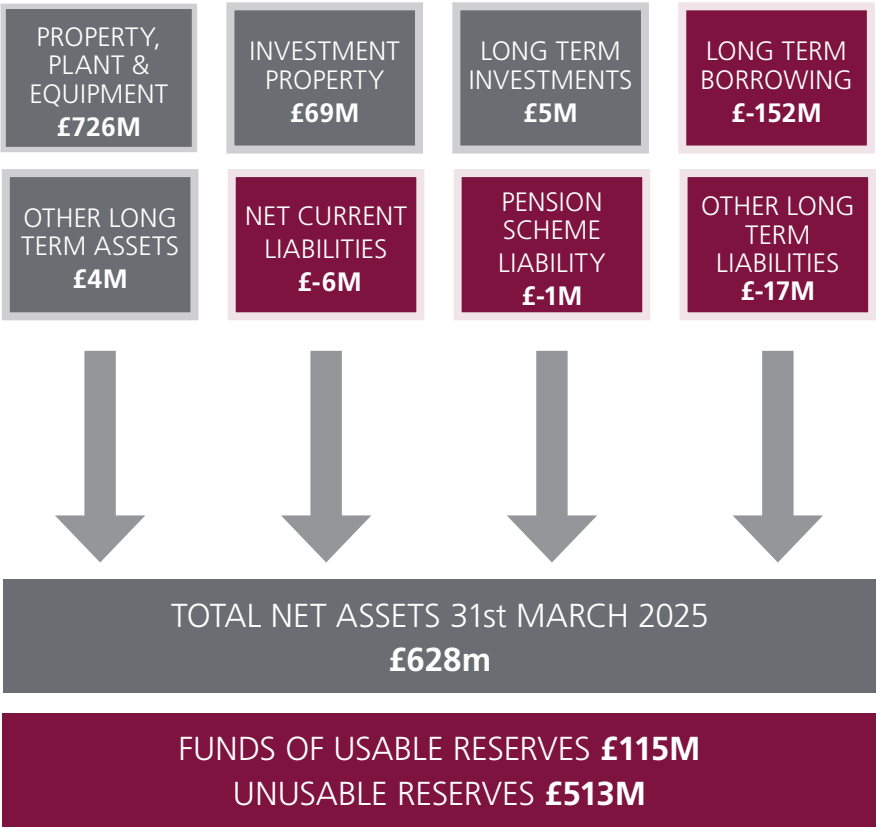 PROPERTY,
PLANT &
EQUIPMENT
£726M
INVESTMENT
PROPERTY
£69M
LONG TERM
INVESTMENTS
£5M
LONG TERM
BORROWING
£-152M
OTHER LONG
TERM ASSETS
£4M
NET CURRENT
LIABILITIES
£-6M
PENSION
SCHEME
LIABILITY
£-1M
OTHER LONG
TERM
LIABILITIES
£-17M
TOTAL NET ASSETS 31st MARCH 2025
£628m
FUNDS OF USABLE RESERVES £115M
UNUSABLE RESERVES £513M